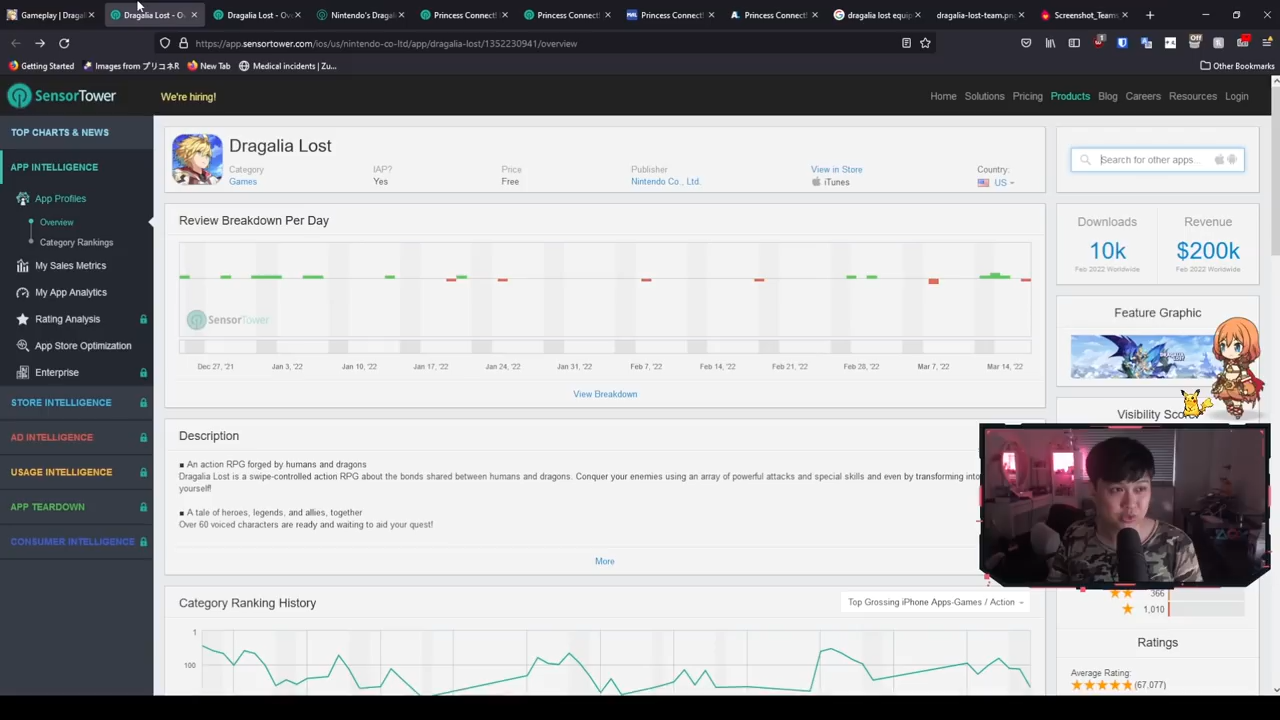 Gameplay | Dragali
Dragalia Lost - Ov
Dragalia Lost - Ove
Nintendo's Dragali
Princess Connect!
Princess Connect!
Princess Connect!
Princess Connect!
dragalia lost equip
dragalia-lost-team.png
Screenshot_Team
https://app.sensortower.com/ios/us/nintendo-co-ltd/app/dragalia-lost/1352230941/overview
Off
Getting Started
Images from プリコネR
New Tab
Medical incidents | Zu...
Other Bookmarks
SensorTower
We're hiring!
Home
Solutions
Pricing
Products
Blog
Careers
Resources
Login
TOP CHARTS & NEWS
APP INTELLIGENCE
App Profiles
Overview
Category Rankings
My Sales Metrics
My App Analytics
Rating Analysis
App Store Optimization
Enterprise
STORE INTELLIGENCE
AD INTELLIGENCE
USAGE INTELLIGENCE
APP TEARDOWN
CONSUMER INTELLIGENCE
Dragalia Lost
Category
Games
IAP?
Yes
Price
Free
Publisher
Nintendo Co., Ltd.
View in Store
iTunes
Country:
US
Review Breakdown Per Day
SensorTower
Dec 27, '21
Jan 3, '22
Jan 10, '22
Jan 17, '22
Jan 24, '22
Jan 31, '22
Feb 7, '22
Feb 14, '22
Feb 21, '22
Feb 28, '22
Mar 7, '22
Mar 14, '22
View Breakdown
Description
■ An action RPG forged by humans and dragons
Dragalia Lost is a swipe-controlled action RPG about the bonds shared between humans and dragons. Conquer your enemies using an array of powerful attacks and special skills and even by transforming into
yourself!
■ A tale of heroes, legends, and allies, together
Over 60 voiced characters are ready and waiting to aid your quest!
More
Category Ranking History
Top Grossing iPhone Apps-Games / Action
1
100
Search for other apps...
Downloads
10k
Feb 2022 Worldwide
Revenue
$200k
Feb 2022 Worldwide
Feature Graphic
Visibility Sco
366
1,010
Ratings
Average Rating:
(67,077)